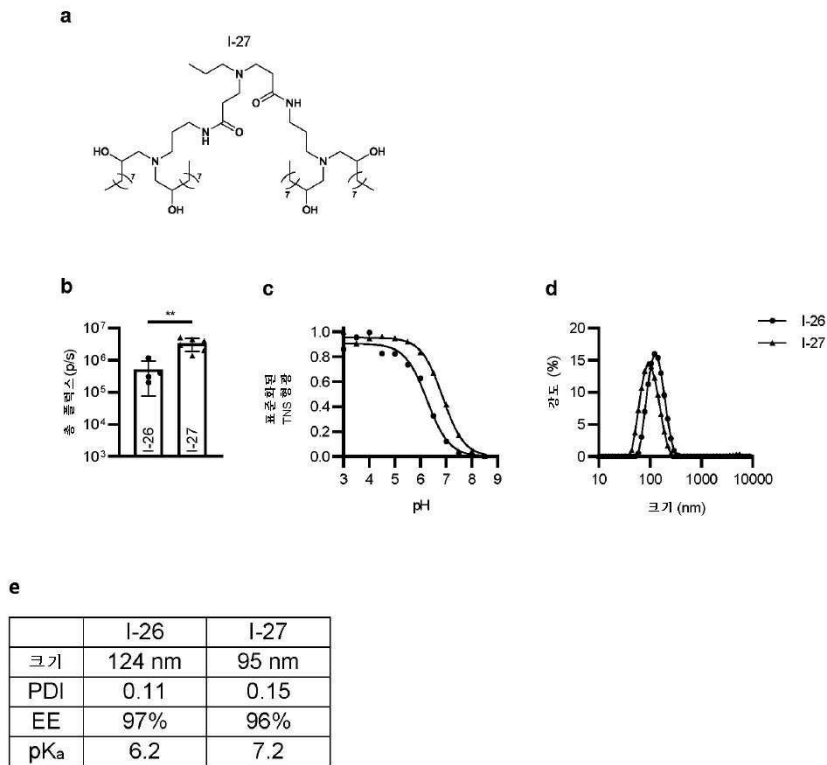 a
I-27
N
N
H
O
O
NH
HO
N
N
OH
7
7
7
7
OH
OH
b
**
10⁷
10⁶
10⁵
10⁴
10³
총 플럭스(p/s)
I-26
I-27
c
1.0
0.8
0.6
0.4
0.2
0.0
표준화된
TNS 형광
3 4 5 6 7 8 9
pH
d
20
15
10
5
0
강도 (%)
10 100 1000 10000
크기 (nm)
I-26
I-27
e
I-26 I-27
크기 124 nm 95 nm
PDI 0.11 0.15
EE 97% 96%
pKₐ 6.2 7.2